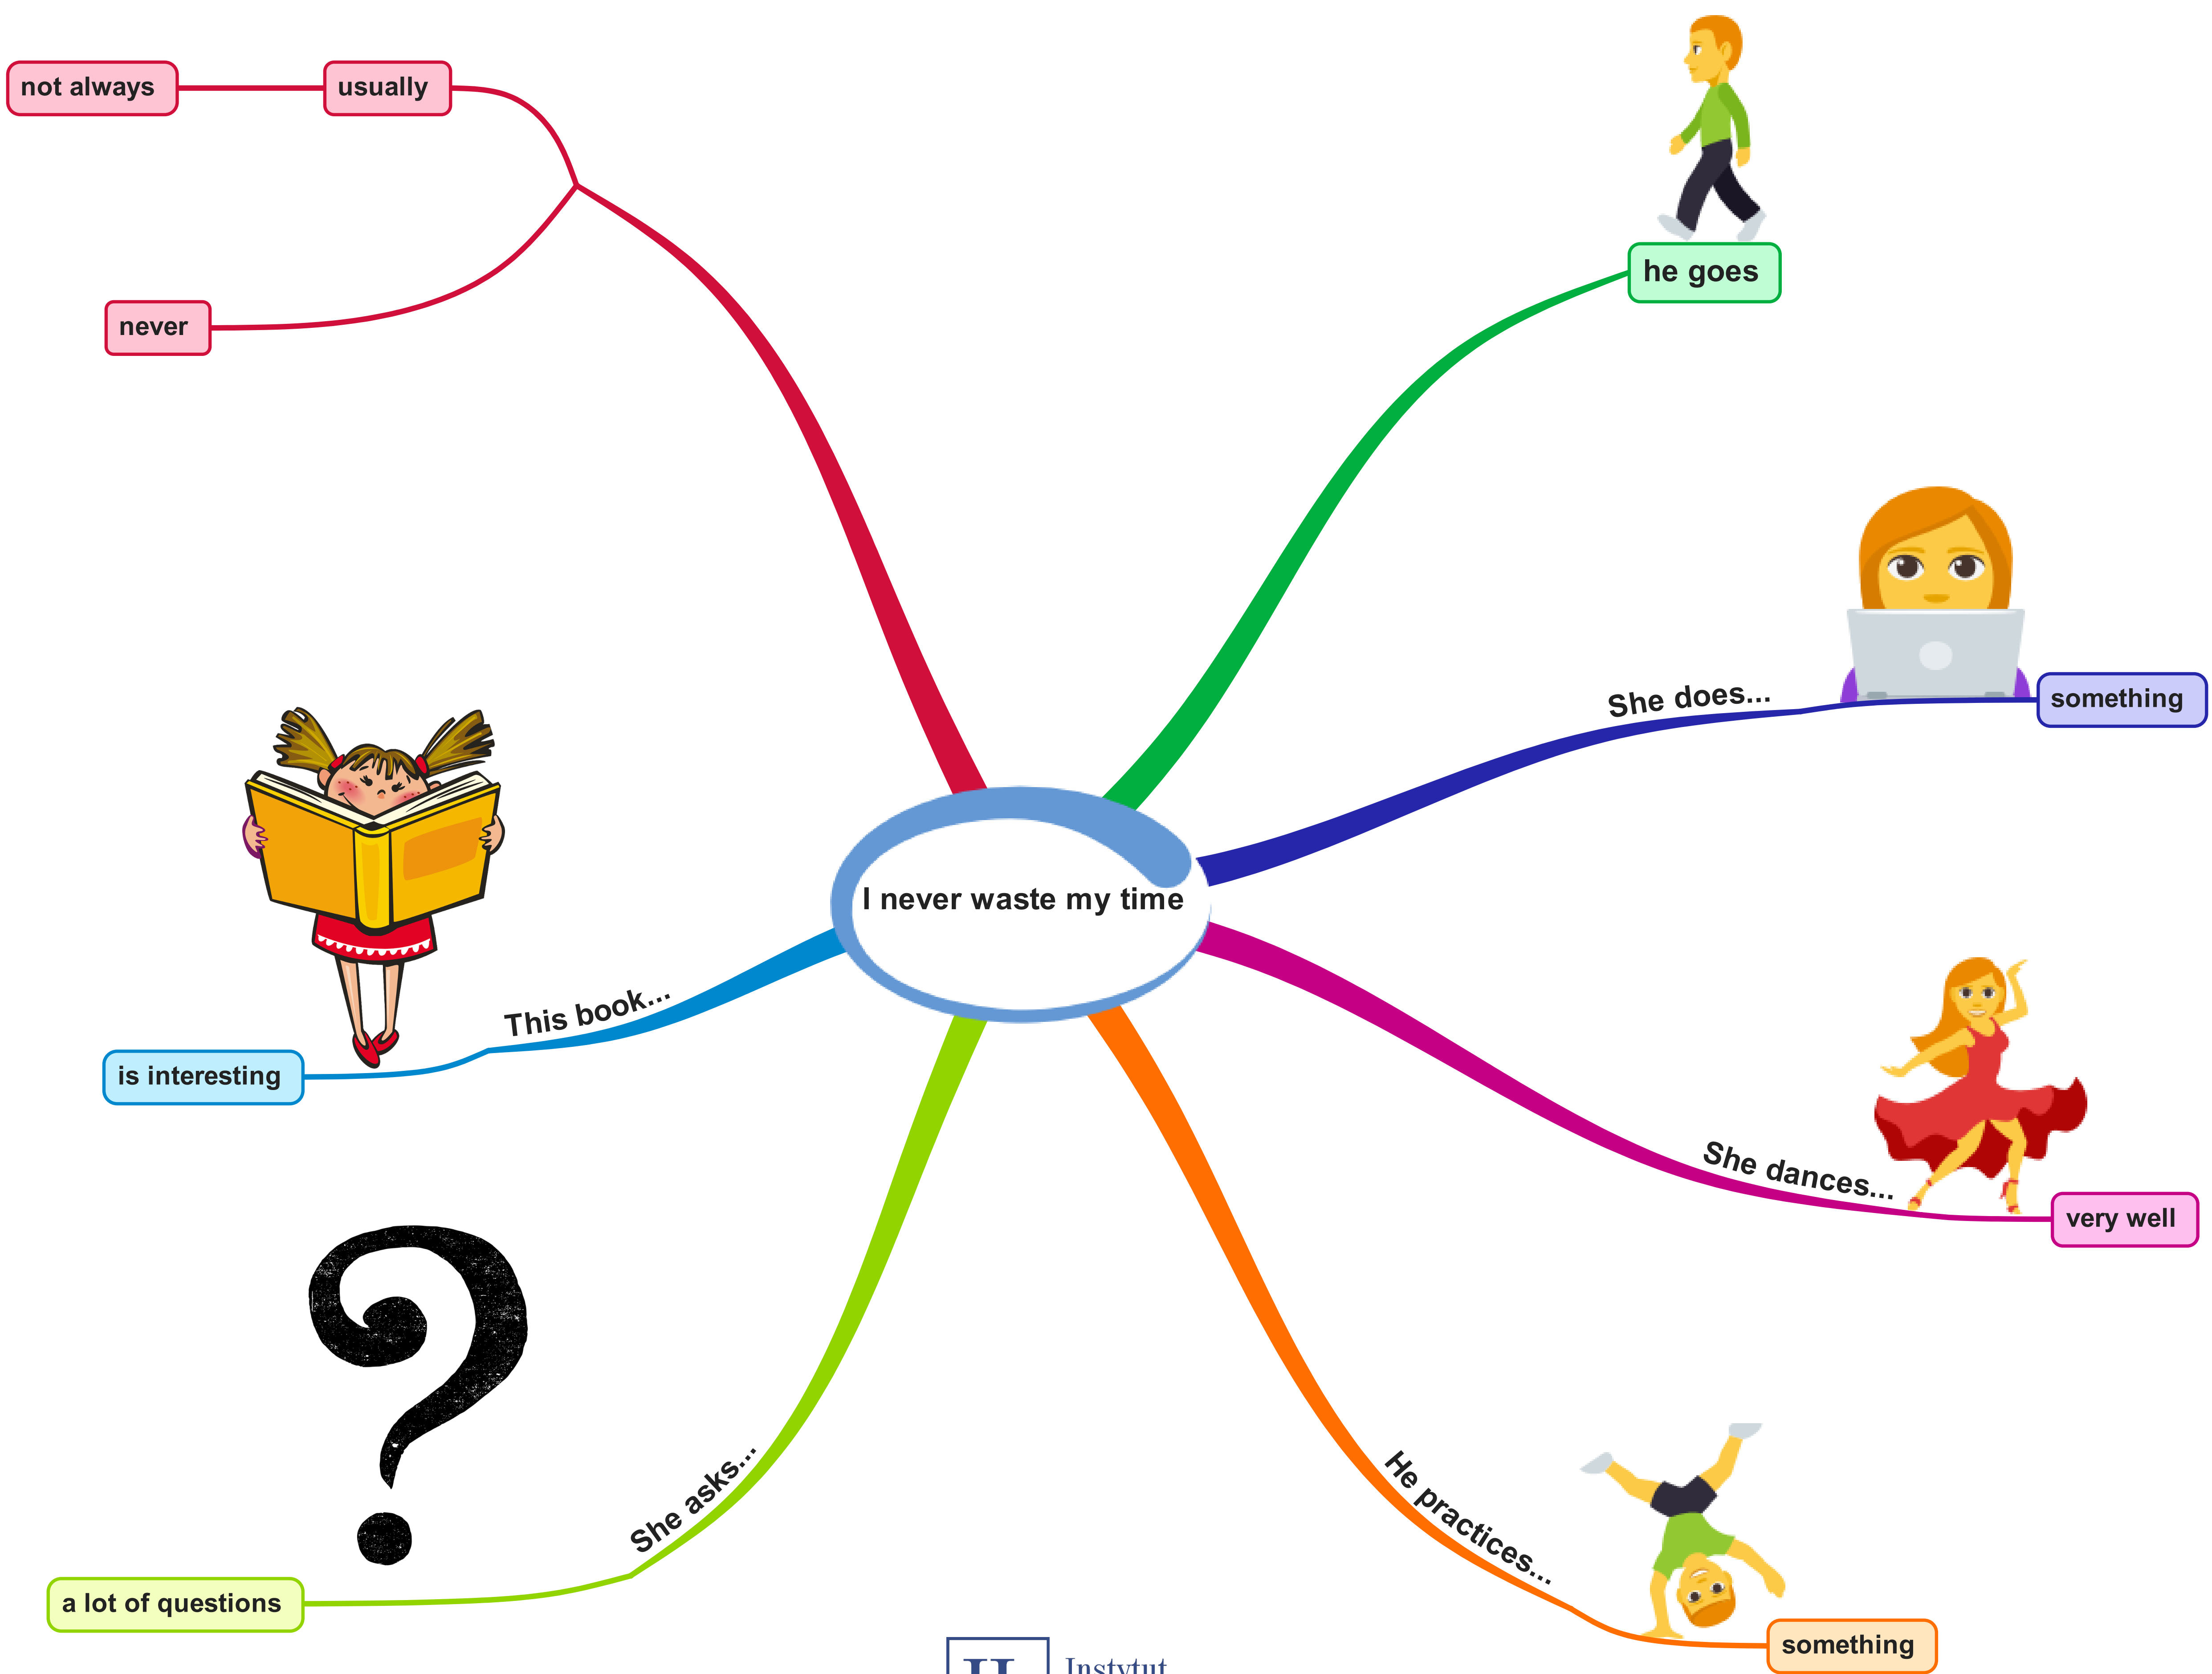 not always
usually
never
he goes
She does...
something
I never waste my time
This book...
is interesting
She dances...
very well
She asks...
a lot of questions
He practices...
something
Instytut